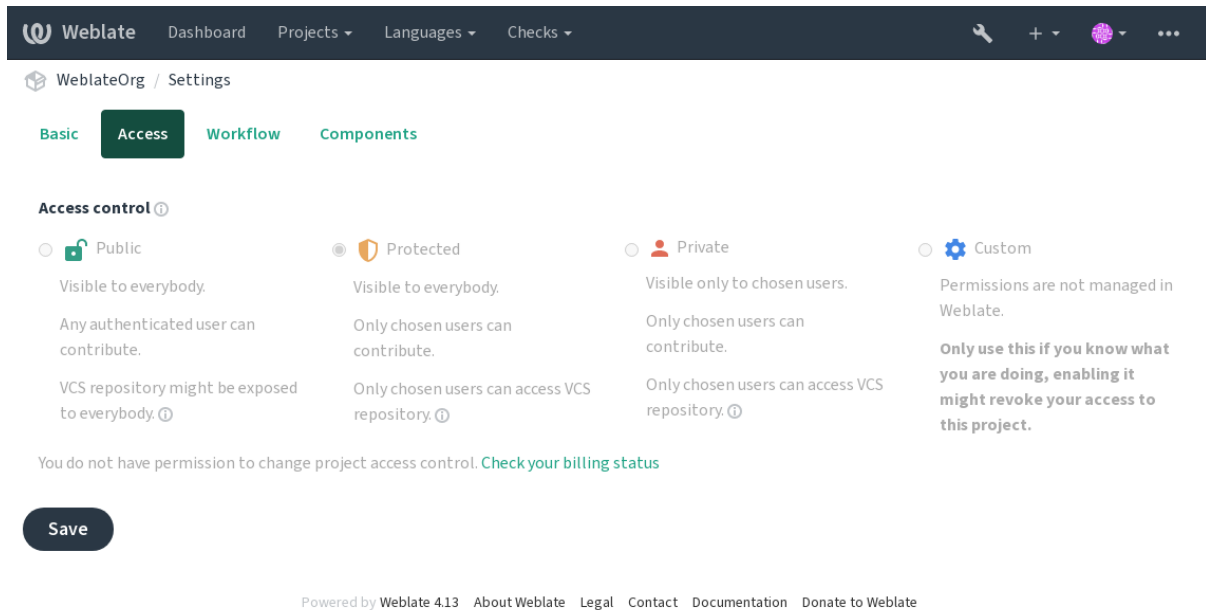 Weblate Dashboard Projects Languages Checks
WeblateOrg / Settings
Basic Access Workflow Components
Access control
Public
Visible to everybody.
Any authenticated user can
contribute.
VCS repository might be exposed
to everybody.
Protected
Visible to everybody.
Only chosen users can
contribute.
Only chosen users can access VCS
repository.
Private
Visible only to chosen users.
Only chosen users can
contribute.
Only chosen users can access VCS
repository.
Custom
Permissions are not managed in
Weblate.
Only use this if you know what
you are doing, enabling it
might revoke your access to
this project.
You do not have permission to change project access control. Check your billing status
Save
Powered by Weblate 4.13 About Weblate Legal Contact Documentation Donate to Weblate